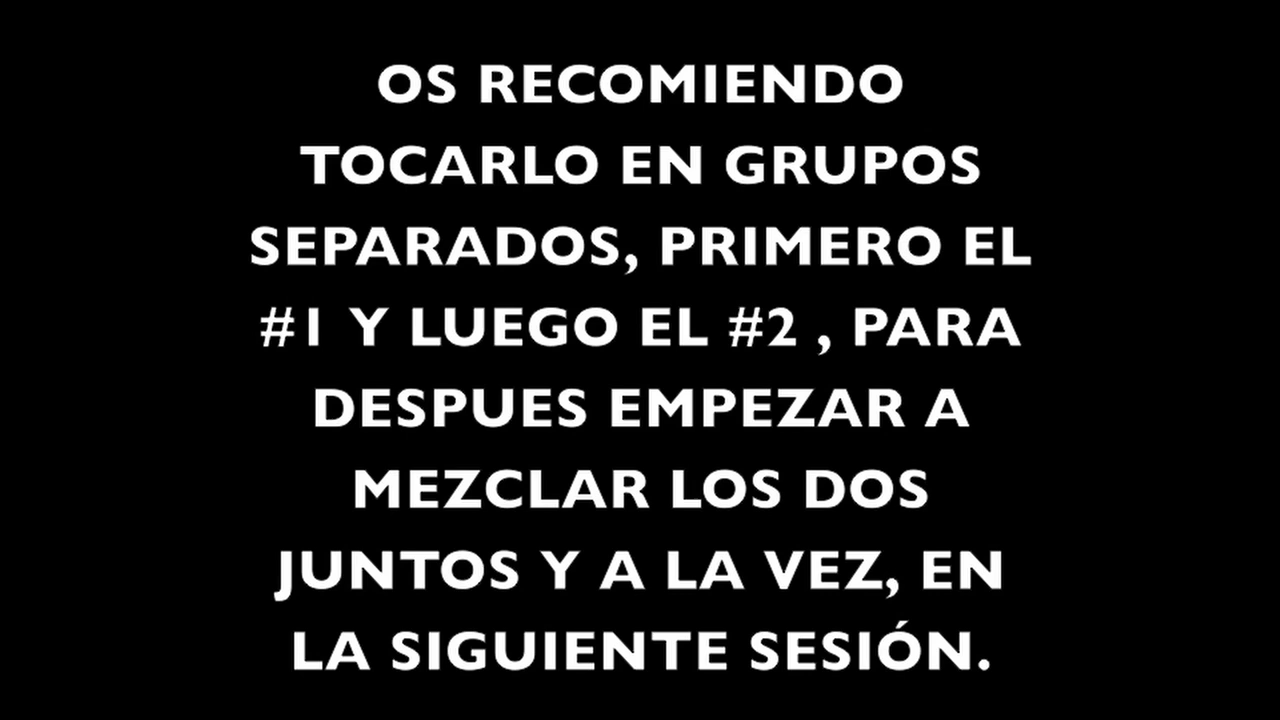 OS RECOMIENDO
TOCARLO EN GRUPOS
SEPARADOS, PRIMERO EL
#1 Y LUEGO EL #2 , PARA
DESPUES EMPEZAR A
MEZCLAR LOS DOS
JUNTOS Y A LA VEZ, EN
LA SIGUIENTE SESIÓN.